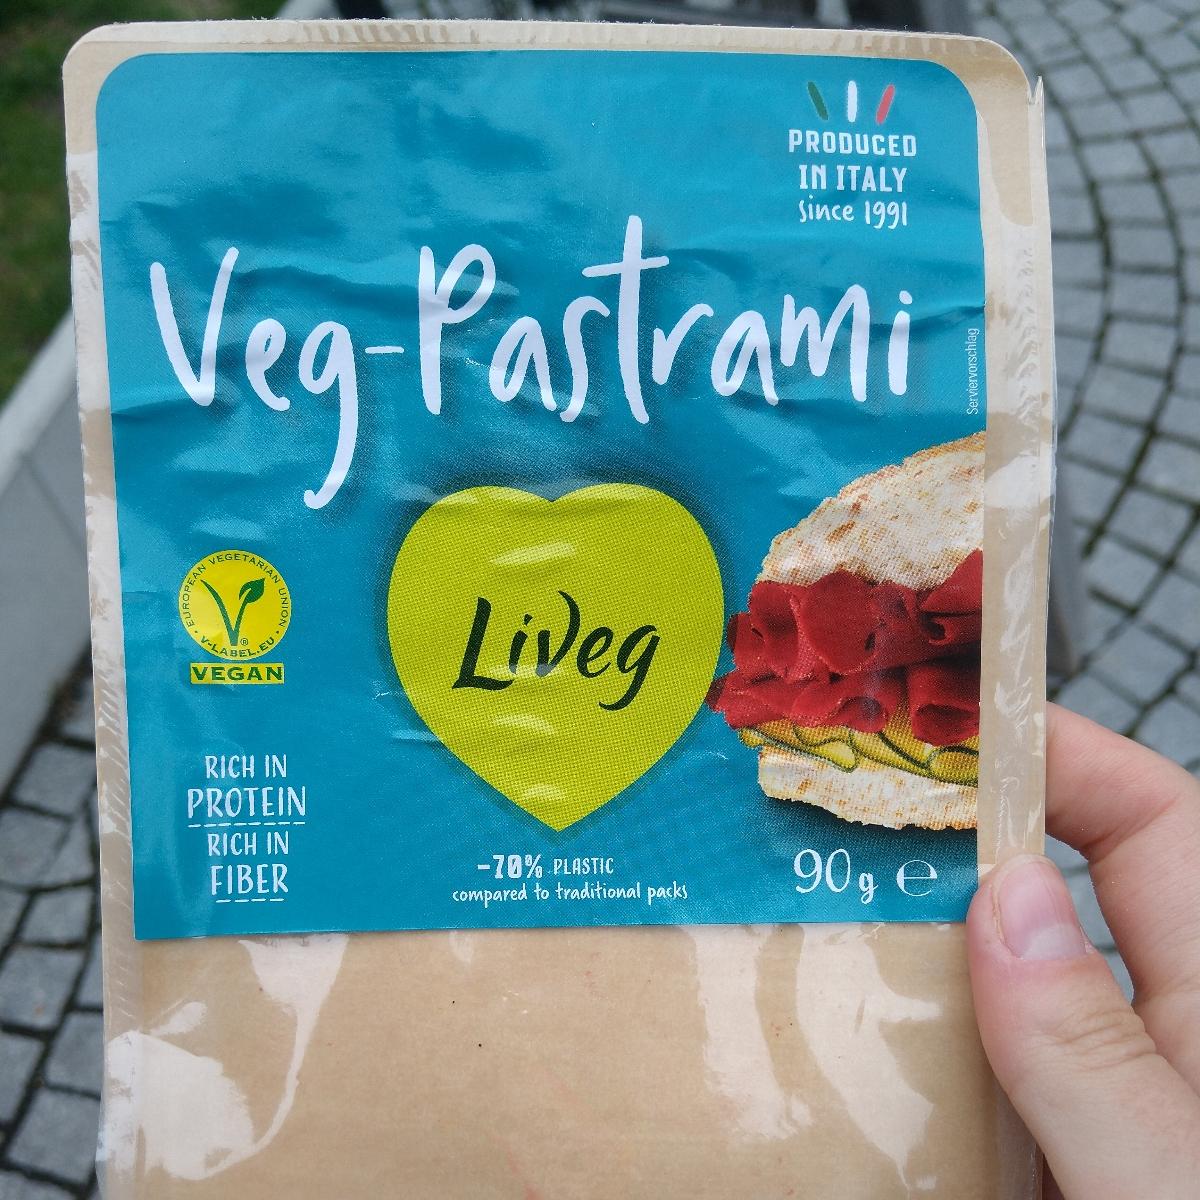 PRODUCED
IN ITALY
since 1991
Veg-Pastrami
Serviervorschlag
LiVeg
EUROPEAN VEGETARIAN UNION
V-LABEL.EU
®
VEGAN
RICH IN
PROTEIN
RICH IN
FIBER
-70% PLASTIC
compared to traditional packs
90g ℮